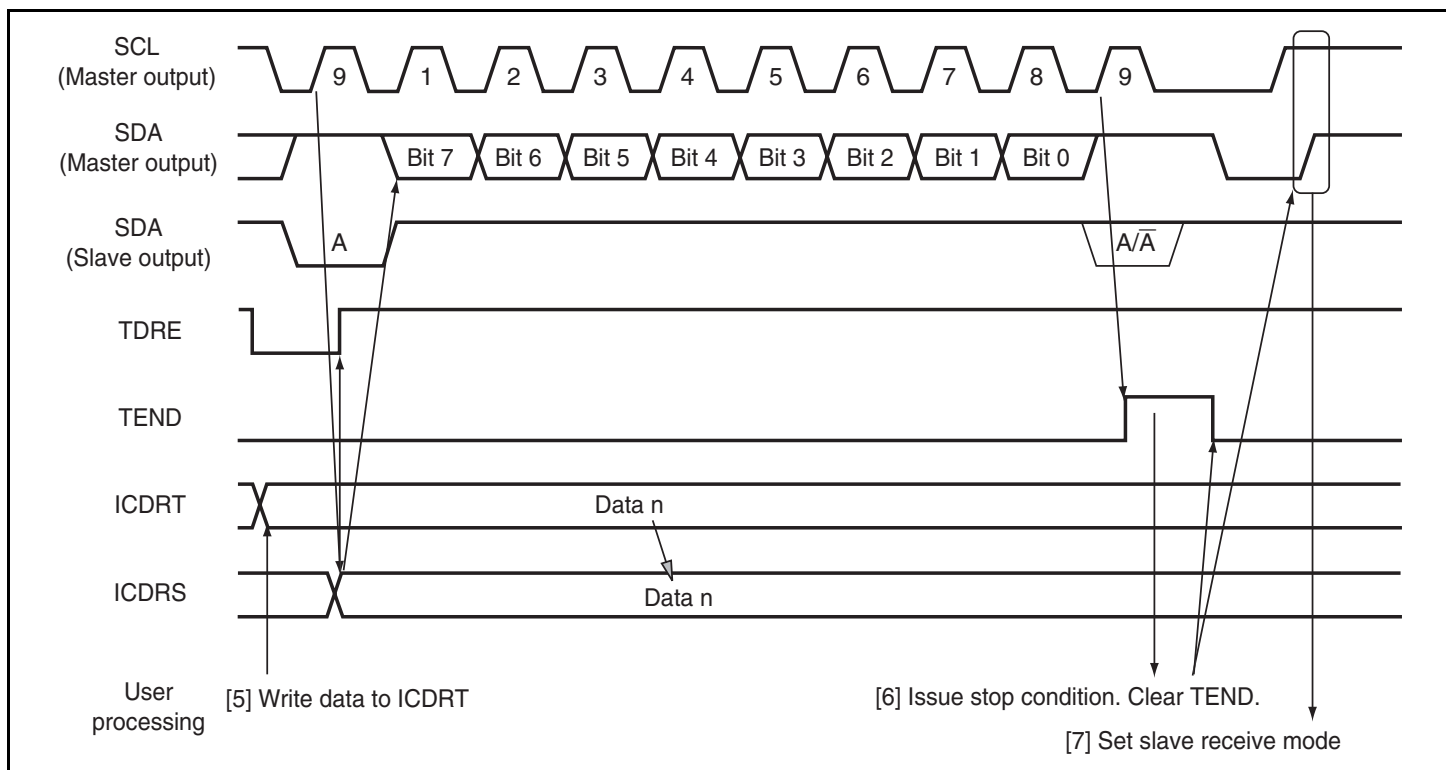 SCL
(Master output)
9 1 2 3 4 5 6 7 8 9
SDA
(Master output)
Bit 7 Bit 6 Bit 5 Bit 4 Bit 3 Bit 2 Bit 1 Bit 0
SDA
(Slave output)
A A/A̅
TDRE
TEND
ICDRT
Data n
ICDRS
Data n
User
processing
[5] Write data to ICDRT
[6] Issue stop condition. Clear TEND.
[7] Set slave receive mode